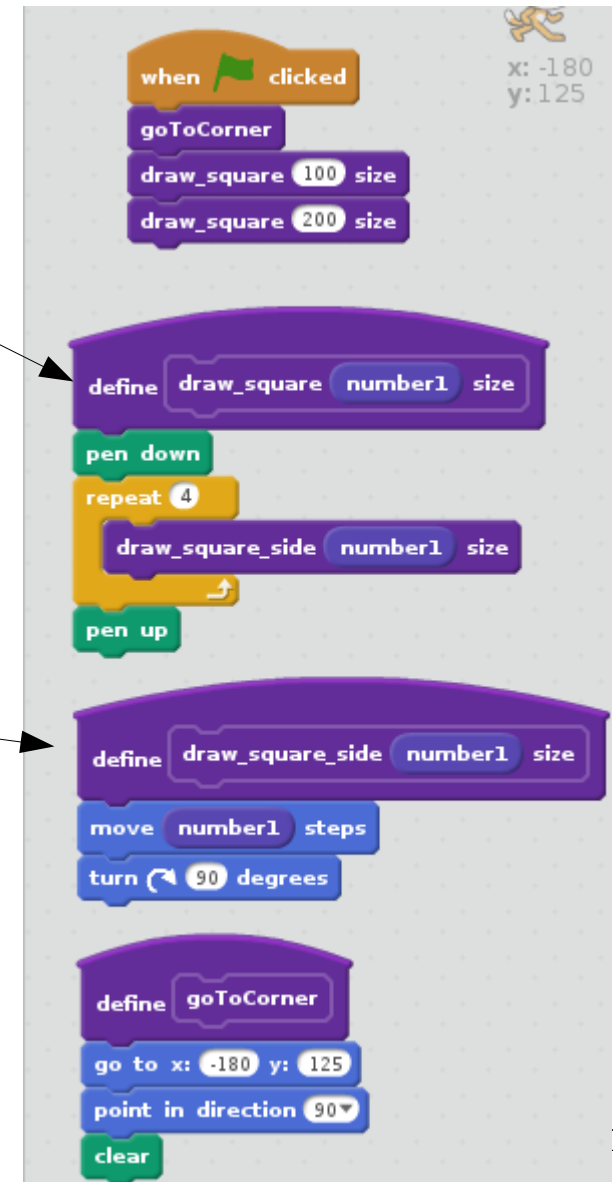 x: -180
y: 125
when clicked
goToCorner
draw_square 100 size
draw_square 200 size
define draw_square number1 size
pen down
repeat 4
draw_square_side number1 size
pen up
define draw_square_side number1 size
move number1 steps
turn 90 degrees
define goToCorner
go to x: -180 y: 125
point in direction 90
clear